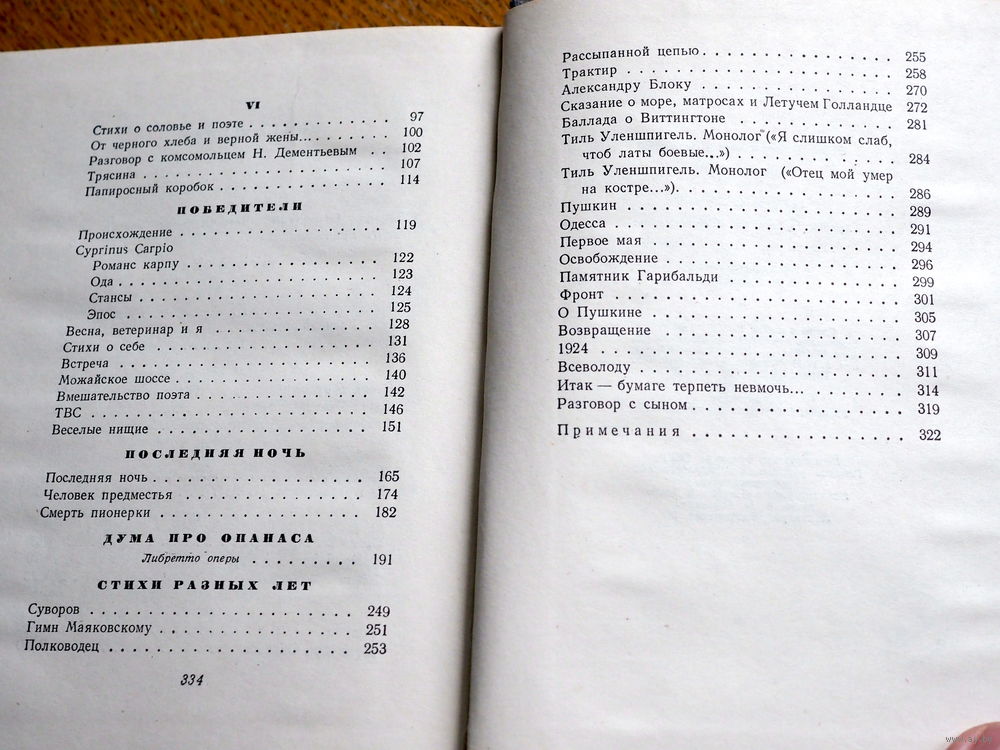 VI
Стихи о соловье и поэте . . . . . . . . . . . . 97
От черного хлеба и верной жены... . . . . . . . 100
Разговор с комсомольцем Н. Дементьевым . . 102
Трясина . . . . . . . . . . . . . . . . . . . 107
Папиросный коробок . . . . . . . . . . . . . 114
ПОБЕДИТЕЛИ
Происхождение . . . . . . . . . . . . . . . 119
Cyprinus Carpio
Романс карпу . . . . . . . . . . . . . . 122
Ода . . . . . . . . . . . . . . . . . . . 123
Стансы . . . . . . . . . . . . . . . . . 124
Эпос . . . . . . . . . . . . . . . . . . 125
Весна, ветеринар и я . . . . . . . . . . . . 128
Стихи о себе . . . . . . . . . . . . . . . . 131
Встреча . . . . . . . . . . . . . . . . . . 136
Можайское шоссе . . . . . . . . . . . . . . 140
Вмешательство поэта . . . . . . . . . . . . 142
ТВС . . . . . . . . . . . . . . . . . . . . 146
Веселые нищие . . . . . . . . . . . . . . . 151
ПОСЛЕДНЯЯ НОЧЬ
Последняя ночь . . . . . . . . . . . . . . . 165
Человек предместья . . . . . . . . . . . . . 174
Смерть пионерки . . . . . . . . . . . . . . 182
ДУМА ПРО ОПАНАСА
Либретто оперы . . . . . . . . . 191
СТИХИ РАЗНЫХ ЛЕТ
Суворов . . . . . . . . . . . . . . . . . . . 249
Гимн Маяковскому . . . . . . . . . . . . . . 251
Полководец . . . . . . . . . . . . . . . . . 253
334
Рассыпанной цепью . . . . . . . . . . . . . . 255
Трактир . . . . . . . . . . . . . . . . . . . 258
Александру Блоку . . . . . . . . . . . . . . 270
Сказание о море, матросах и Летучем Голландце 272
Баллада о Виттингтоне . . . . . . . . . . . . 281
Тиль Уленшпигель. Монолог («Я слишком слаб,
чтоб латы боевые...») . . . . . . . . . . . 284
Тиль Уленшпигель. Монолог («Отец мой умер
на костре...»). . . . . . . . . . . . . . . 286
Пушкин . . . . . . . . . . . . . . . . . . . 289
Одесса . . . . . . . . . . . . . . . . . . . 291
Первое мая . . . . . . . . . . . . . . . . . 294
Освобождение . . . . . . . . . . . . . . . . 296
Памятник Гарибальди . . . . . . . . . . . . 299
Фронт . . . . . . . . . . . . . . . . . . . 301
О Пушкине . . . . . . . . . . . . . . . . . 305
Возвращение . . . . . . . . . . . . . . . . 307
1924 . . . . . . . . . . . . . . . . . . . . 309
Всеволоду . . . . . . . . . . . . . . . . . 311
Итак — бумаге терпеть невмочь... . . . . . . 314
Разговор с сыном . . . . . . . . . . . . . . 319
Примечания . . . . . . . . . . . . . . . . . 322